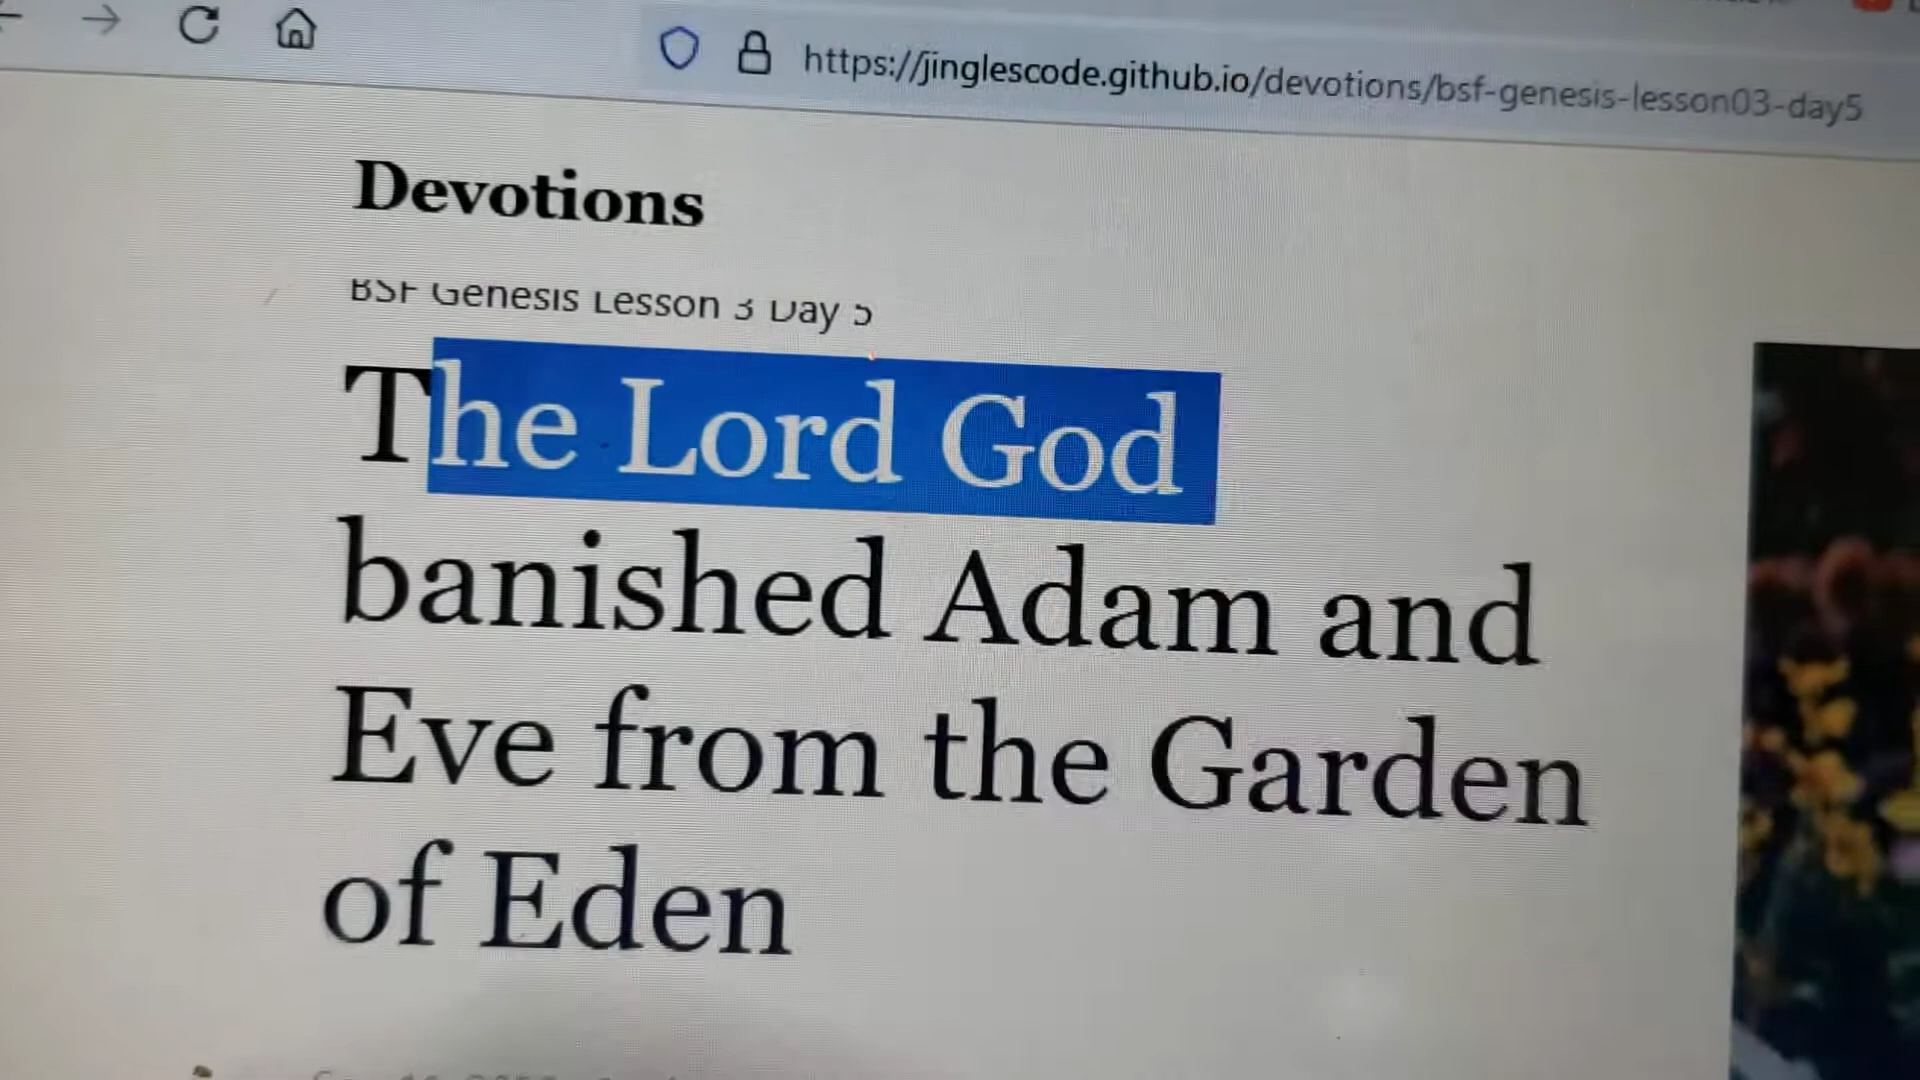 https://jinglescode.github.io/devotions/bsf-genesis-lesson03-day5
Devotions
BSF Genesis Lesson 3 Day 5
The Lord God
banished Adam and
Eve from the Garden
of Eden